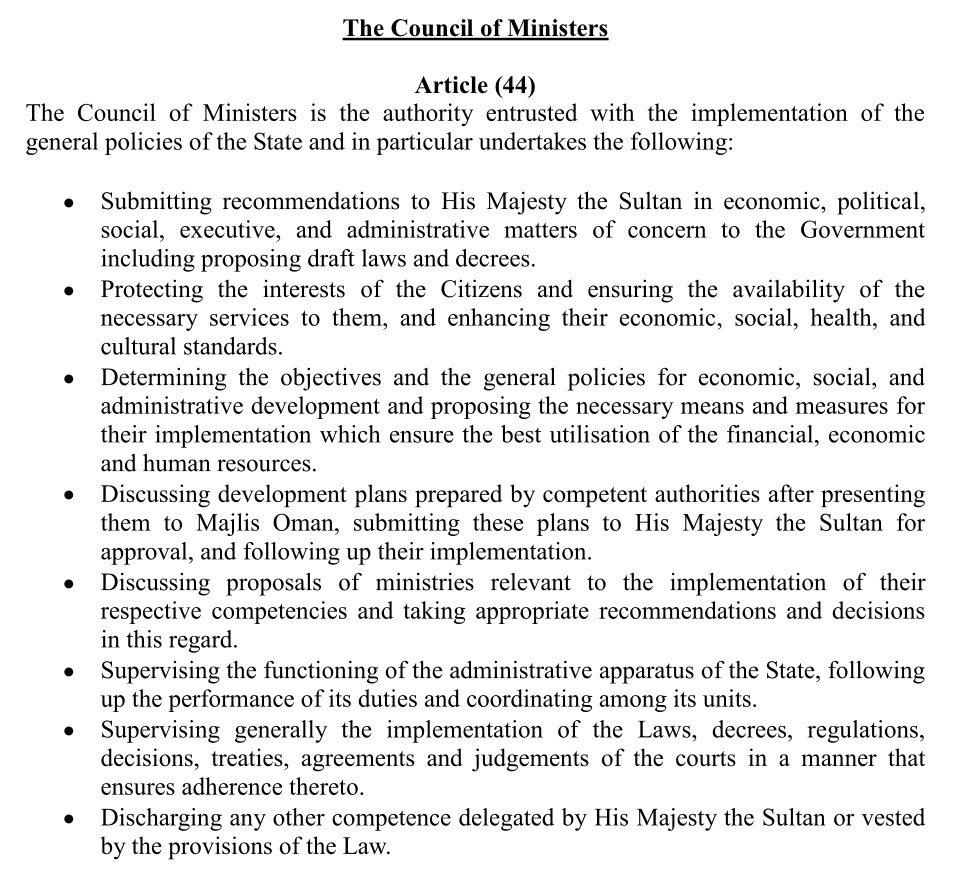 The Council of Ministers
Article (44)
The Council of Ministers is the authority entrusted with the implementation of the
general policies of the State and in particular undertakes the following:
• Submitting recommendations to His Majesty the Sultan in economic, political,
social, executive, and administrative matters of concern to the Government
including proposing draft laws and decrees.
• Protecting the interests of the Citizens and ensuring the availability of the
necessary services to them, and enhancing their economic, social, health, and
cultural standards.
• Determining the objectives and the general policies for economic, social, and
administrative development and proposing the necessary means and measures for
their implementation which ensure the best utilisation of the financial, economic
and human resources.
• Discussing development plans prepared by competent authorities after presenting
them to Majlis Oman, submitting these plans to His Majesty the Sultan for
approval, and following up their implementation.
• Discussing proposals of ministries relevant to the implementation of their
respective competencies and taking appropriate recommendations and decisions
in this regard.
• Supervising the functioning of the administrative apparatus of the State, following
up the performance of its duties and coordinating among its units.
• Supervising generally the implementation of the Laws, decrees, regulations,
decisions, treaties, agreements and judgements of the courts in a manner that
ensures adherence thereto.
• Discharging any other competence delegated by His Majesty the Sultan or vested
by the provisions of the Law.